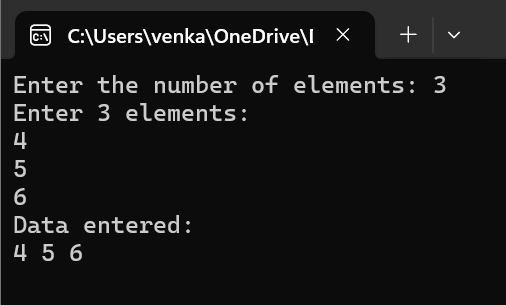 C:\Users\venka\OneDrive\
Enter the number of elements: 3
Enter 3 elements:
4
5
6
Data entered:
4 5 6